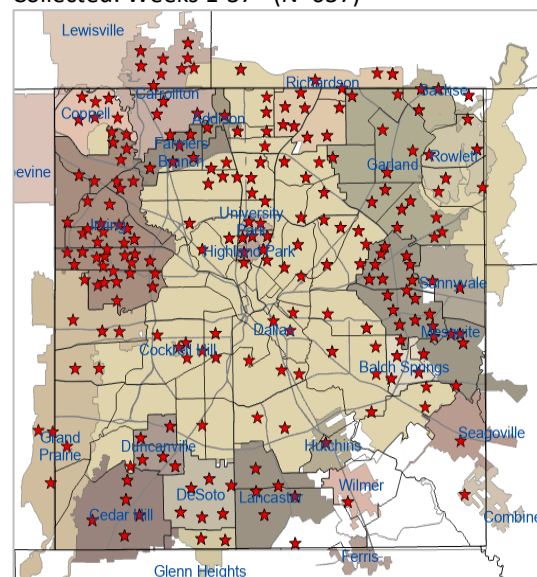 Collected: Weeks 1-37 (N=637)
Lewisville
Richardson
Sachse
Carrollton
Coppell
Addison
Farmers
Branch
Rowlett
Garland
evine
University
Park
Irving
Highland Park
Sunnyvale
Dallas
Mesquite
Cockrell Hill
Balch Springs
Seagoville
Grand
Prairie
Hutchins
Duncanville
Wilmer
DeSoto
Lancaster
Cedar Hill
Combine
Ferris
Glenn Heights